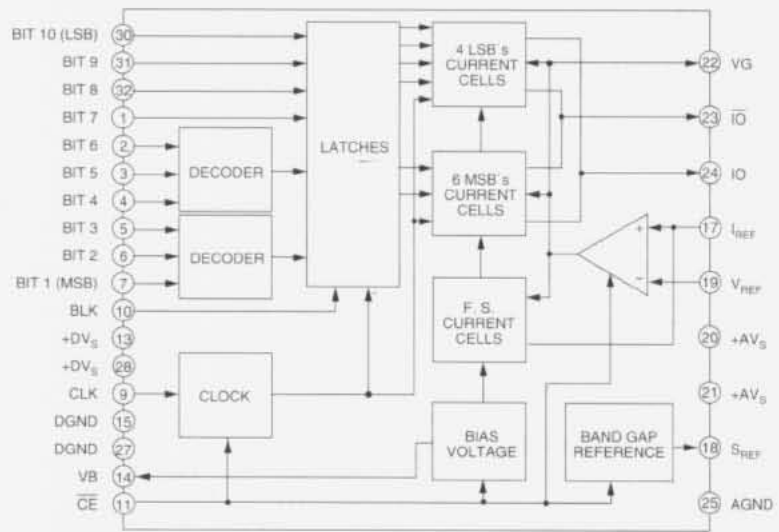 BIT 10 (LSB) 30
BIT 9 31
BIT 8 32
BIT 7 1
BIT 6 2
BIT 5 3
BIT 4 4
BIT 3 5
BIT 2 6
BIT 1 (MSB) 7
BLK 10
+DVS 13
+DVS 28
CLK 9
DGND 15
DGND 27
VB 14
CE 11
DECODER
DECODER
CLOCK
LATCHES
4 LSB's
CURRENT
CELLS
6 MSB's
CURRENT
CELLS
F. S.
CURRENT
CELLS
BIAS
VOLTAGE
BAND GAP
REFERENCE
+
−
22 VG
23 IO
24 IO
17 IREF
19 VREF
20 +AVS
21 +AVS
18 SREF
25 AGND